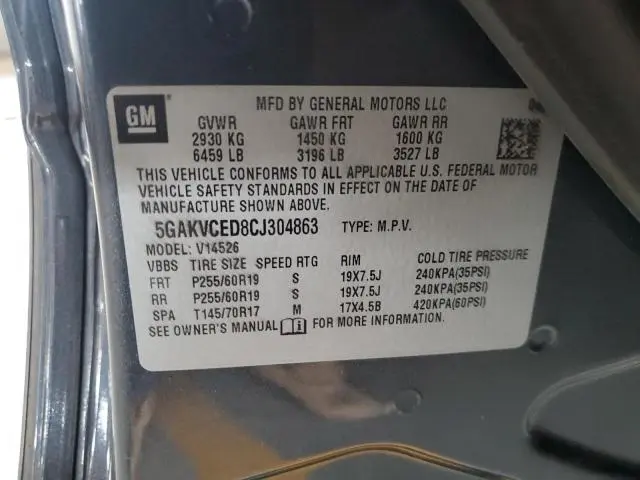 GM
MFD BY GENERAL MOTORS LLC
GVWR GAWR FRT GAWR RR
2930 KG 1450 KG 1600 KG
6459 LB 3196 LB 3527 LB
THIS VEHICLE CONFORMS TO ALL APPLICABLE U.S. FEDERAL MOTOR
VEHICLE SAFETY STANDARDS IN EFFECT ON THE DATE OF
MANUFACTURE SHOWN ABOVE.
5GAKVCED8CJ304863 TYPE: M.P.V.
MODEL: V14526
VBBS TIRE SIZE SPEED RTG RIM COLD TIRE PRESSURE
FRT P255/60R19 S 19X7.5J 240KPA(35PSI)
RR P255/60R19 S 19X7.5J 240KPA(35PSI)
SPA T145/70R17 M 17X4.5B 420KPA(60PSI)
SEE OWNER'S MANUAL FOR MORE INFORMATION.